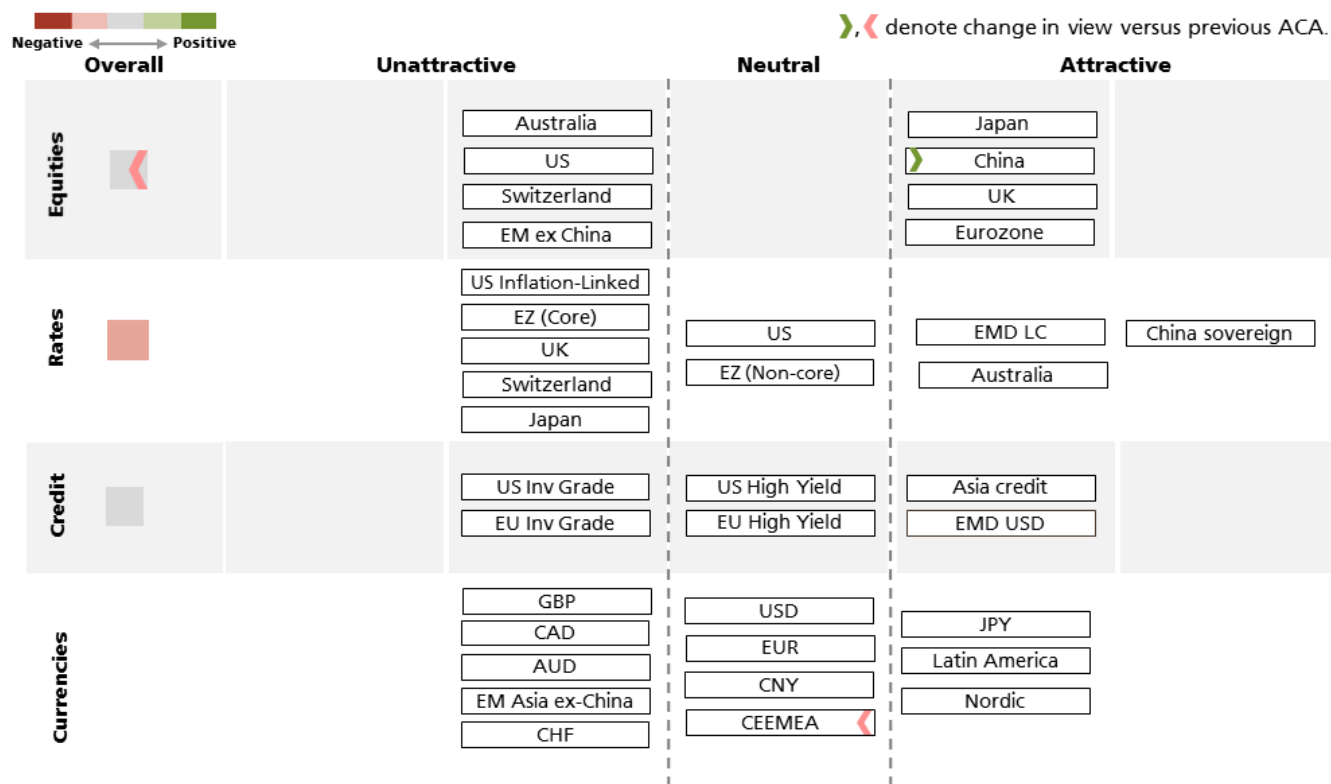 ❯,❮ denote change in view versus previous ACA.
Negative Positive
Overall Unattractive Neutral Attractive
Equities
Australia
US
Switzerland
EM ex China
Japan
China
UK
Eurozone
Rates
US Inflation-Linked
EZ (Core)
UK
Switzerland
Japan
US
EZ (Non-core)
EMD LC
Australia
China sovereign
Credit
US Inv Grade
EU Inv Grade
US High Yield
EU High Yield
Asia credit
EMD USD
Currencies
GBP
CAD
AUD
EM Asia ex-China
CHF
USD
EUR
CNY
CEEMEA
JPY
Latin America
Nordic